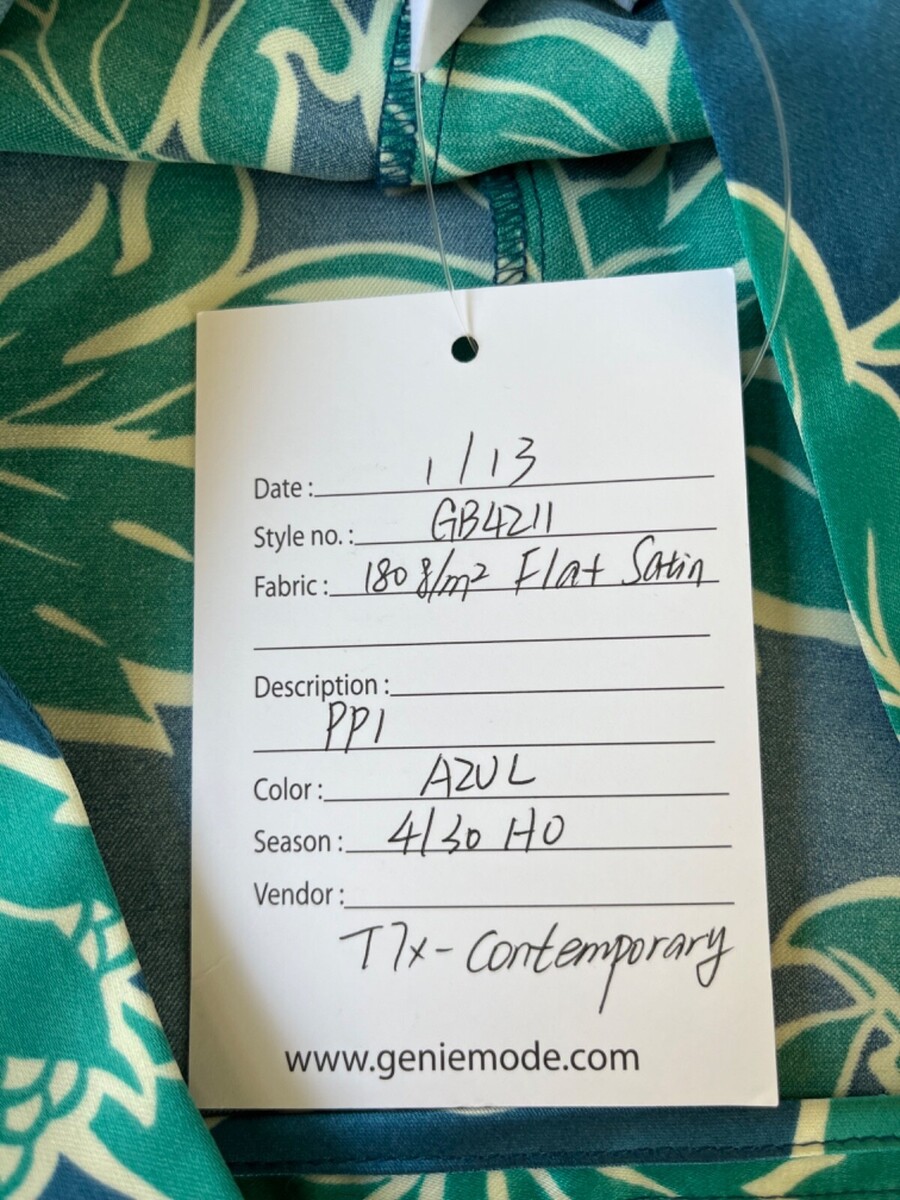 Date : 1/13
Style no. : GB4211
Fabric : 180 g/m² Flat Satin
Description :
PP1
Color : AZUL
Season : 4/30 HO
Vendor :
TJx - Contemporary
www.geniemode.com